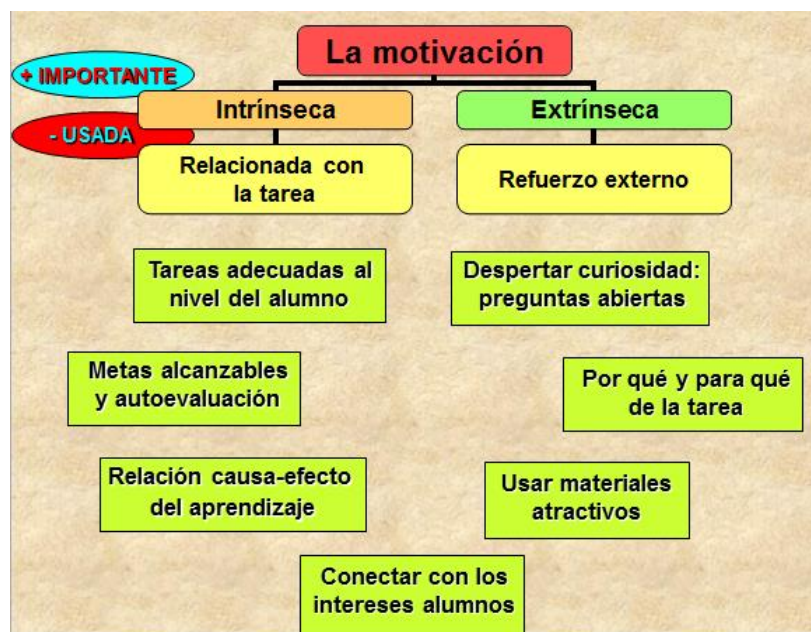 La motivación
+ IMPORTANTE
Intrínseca
Extrínseca
- USADA
Relacionada con
la tarea
Refuerzo externo
Tareas adecuadas al
nivel del alumno
Despertar curiosidad:
preguntas abiertas
Metas alcanzables
y autoevaluación
Por qué y para qué
de la tarea
Relación causa-efecto
del aprendizaje
Usar materiales
atractivos
Conectar con los
intereses alumnos